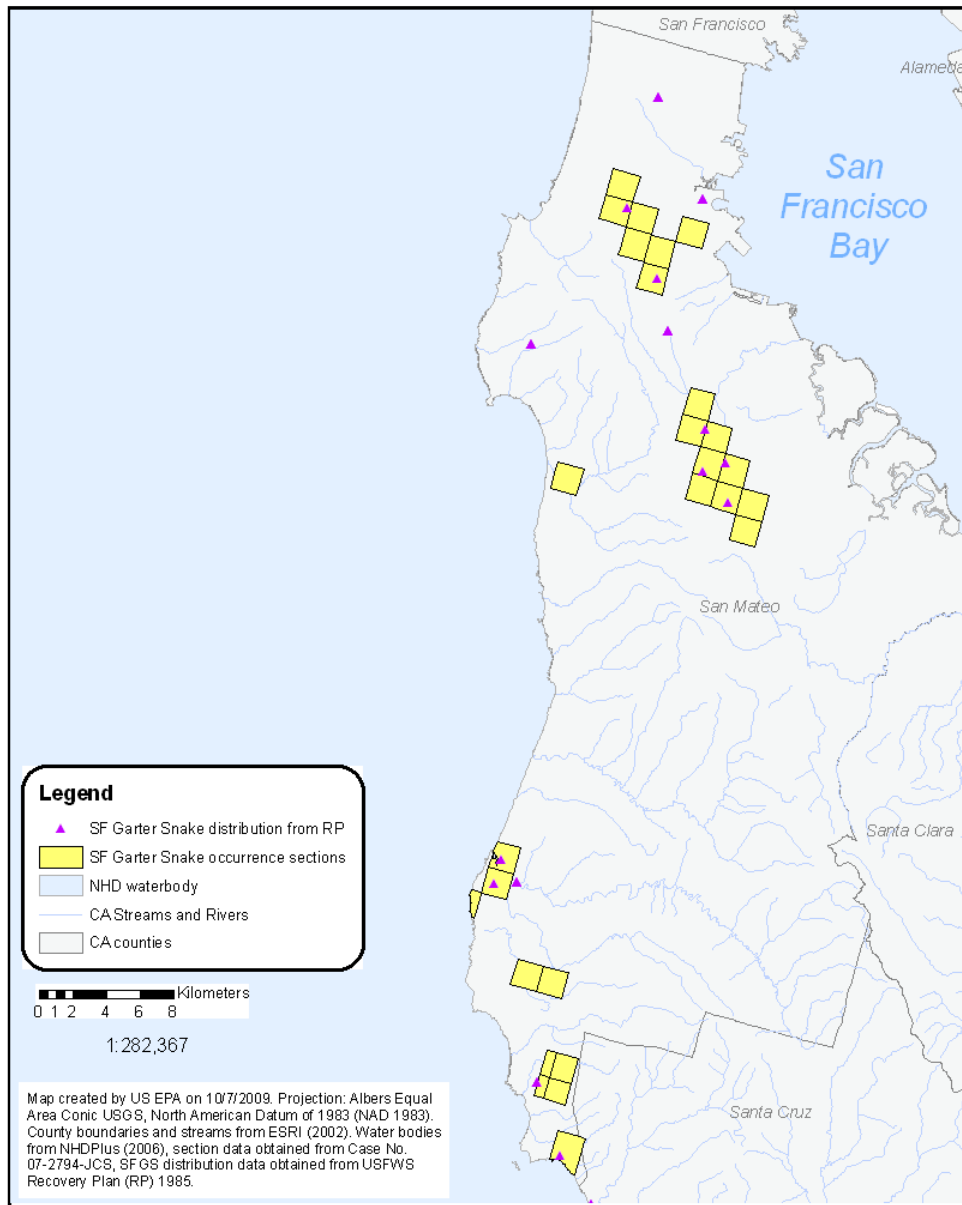 San Francisco
Alameda
San
Francisco
Bay
San Mateo
Santa Clara
Santa Cruz
Legend
SF Garter Snake distribution from RP
SF Garter Snake occurrence sections
NHD waterbody
CA Streams and Rivers
CA counties
Kilometers
0 1 2 4 6 8
1:282,367
Map created by US EPA on 10/7/2009. Projection: Albers Equal
Area Conic USGS, North American Datum of 1983 (NAD 1983).
County boundaries and streams from ESRI (2002). Water bodies
from NHDPlus (2006), section data obtained from Case No.
07-2794-JCS, SFGS distribution data obtained from USFWS
Recovery Plan (RP) 1985.